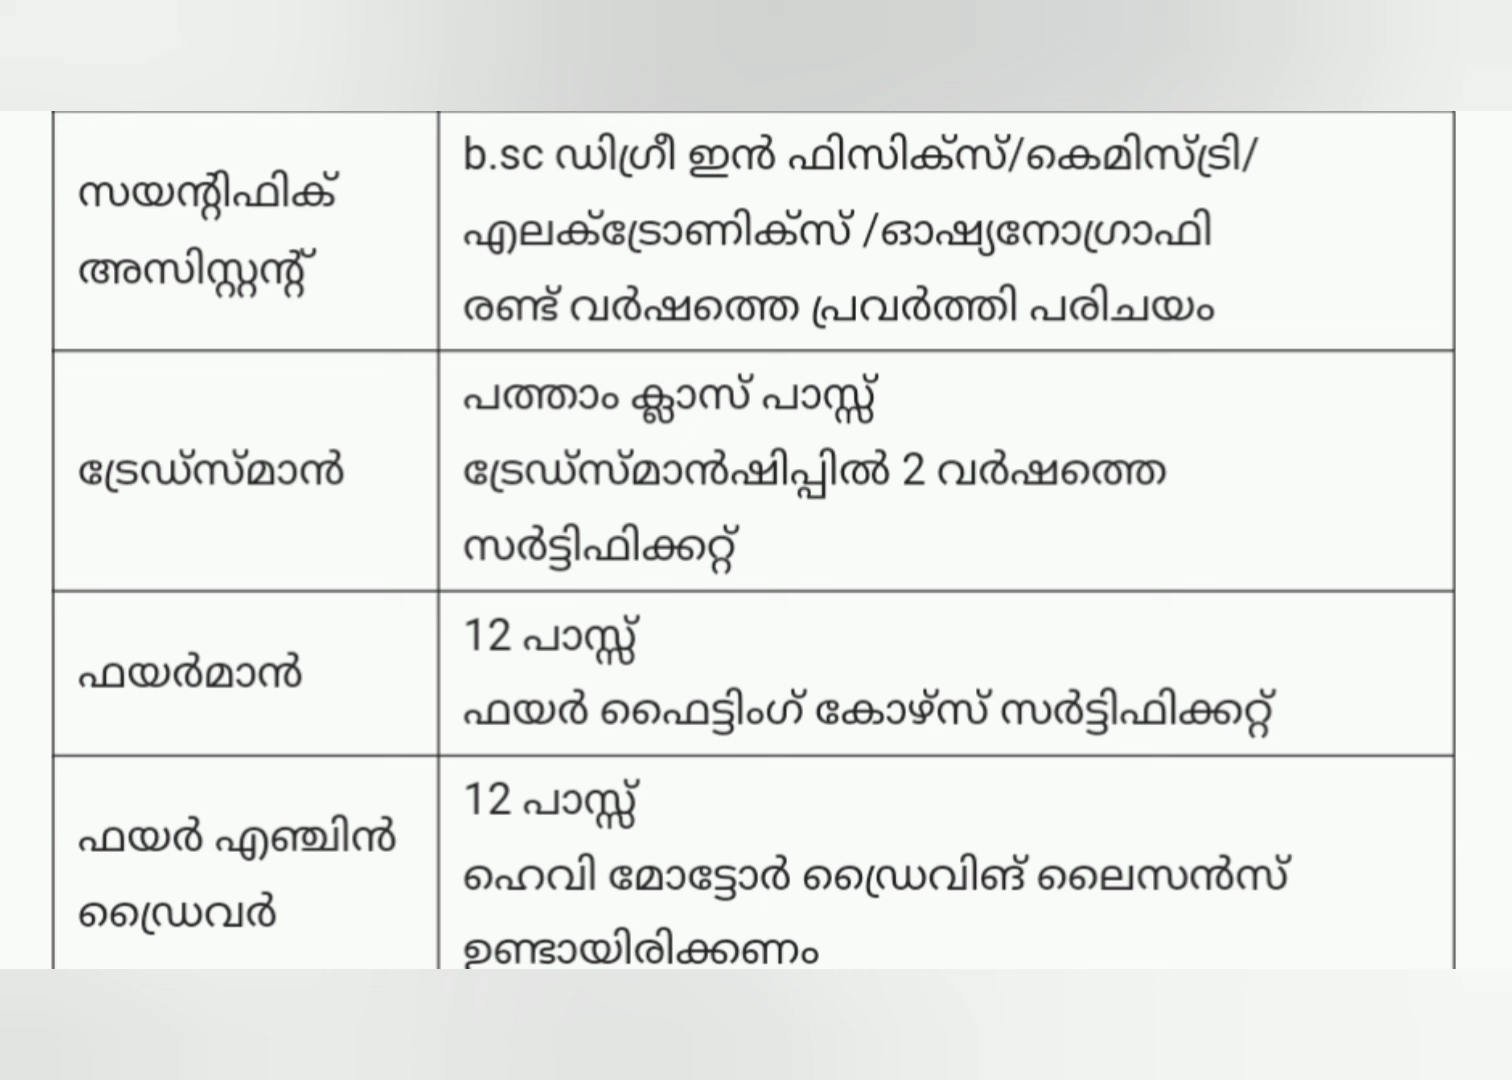 സയന്റിഫിക്
അസിസ്റ്റന്റ്
b.sc ഡിഗ്രീ ഇൻ ഫിസിക്സ്/കെമിസ്ട്രി/
എലക്ട്രോണിക്സ് /ഓഷ്യനോഗ്രാഫി
രണ്ട് വർഷത്തെ പ്രവർത്തി പരിചയം
ട്രേഡ്സ്മാൻ
പത്താം ക്ലാസ് പാസ്സ്
ട്രേഡ്സ്മാൻഷിപ്പിൽ 2 വർഷത്തെ
സർട്ടിഫിക്കറ്റ്
ഫയർമാൻ
12 പാസ്സ്
ഫയർ ഫൈട്ടിംഗ് കോഴ്സ് സർട്ടിഫിക്കറ്റ്
ഫയർ എഞ്ചിൻ
ഡ്രൈവർ
12 പാസ്സ്
ഹെവി മോട്ടോർ ഡ്രൈവിങ് ലൈസൻസ്
ഉണ്ടായിരിക്കണം